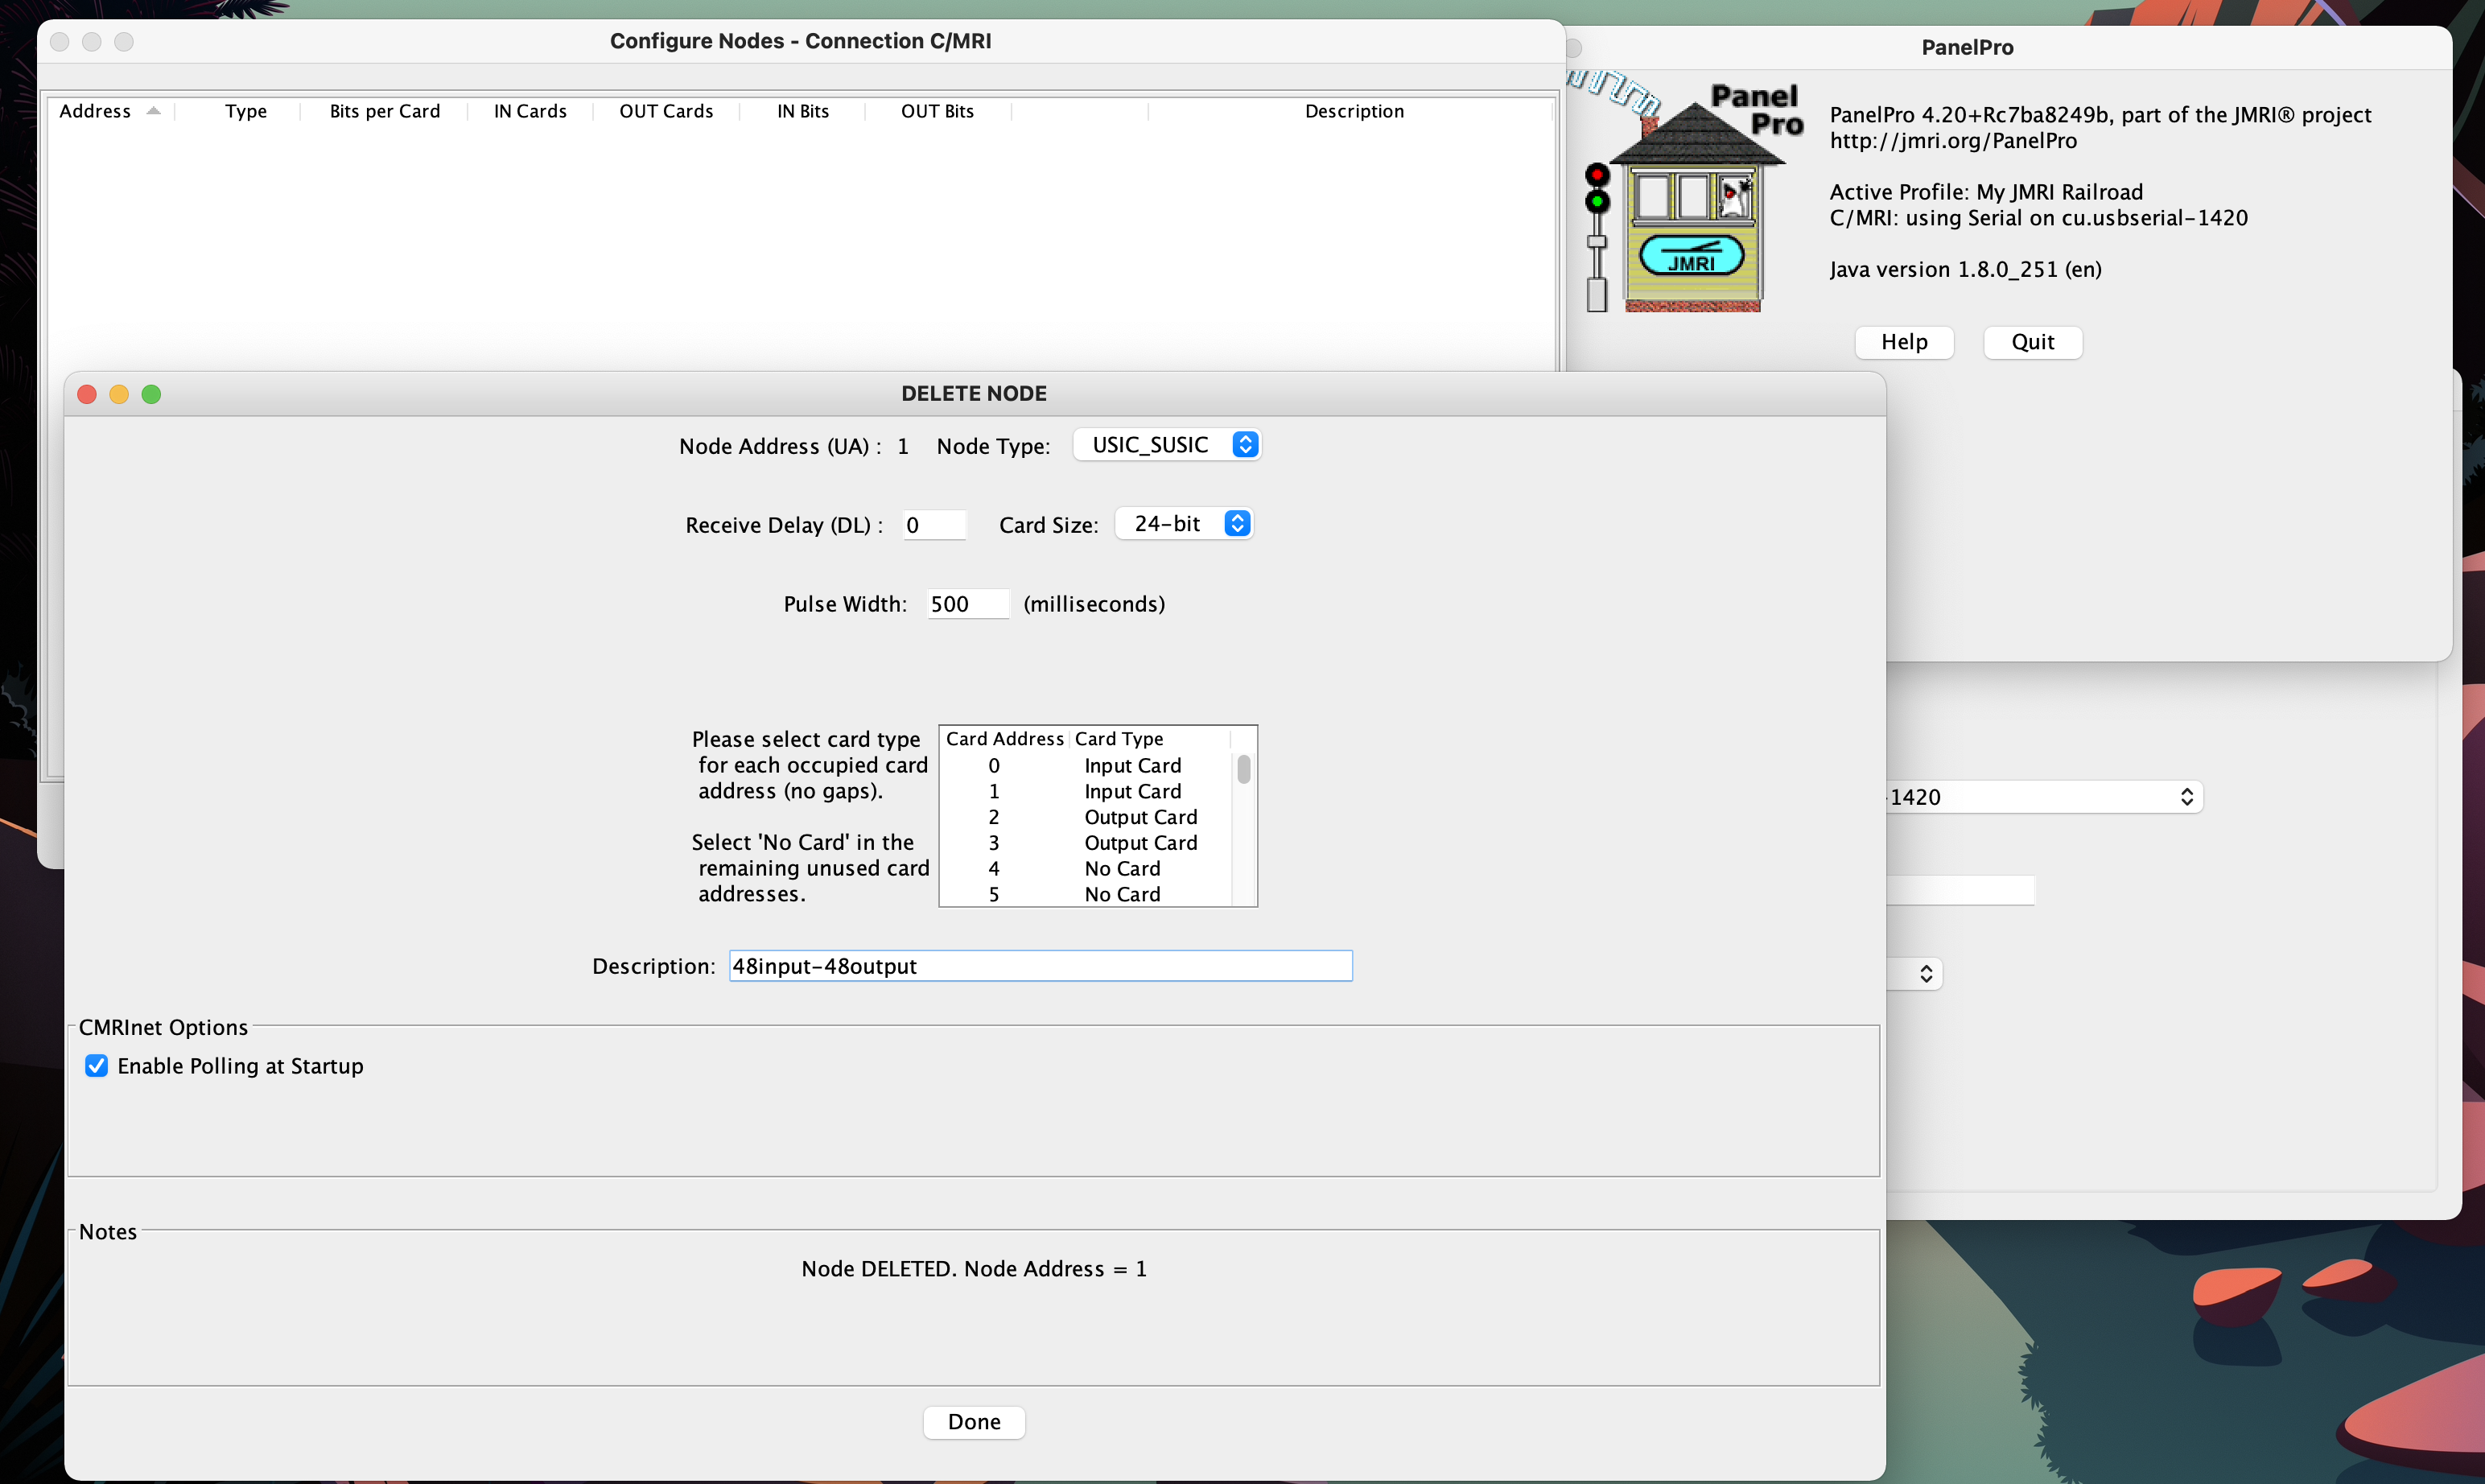 Configure Nodes - Connection C/MRI
Address Type Bits per Card IN Cards OUT Cards IN Bits OUT Bits Description
PanelPro
Panel
Pro
JMRI
PanelPro 4.20+Rc7ba8249b, part of the JMRI® project
http://jmri.org/PanelPro
Active Profile: My JMRI Railroad
C/MRI: using Serial on cu.usbserial-1420
Java version 1.8.0_251 (en)
Help Quit
DELETE NODE
Node Address (UA) : 1 Node Type: USIC_SUSIC
Receive Delay (DL) : 0 Card Size: 24-bit
Pulse Width: 500 (milliseconds)
Please select card type
for each occupied card
address (no gaps).
Select 'No Card' in the
remaining unused card
addresses.
Card Address Card Type
0 Input Card
1 Input Card
2 Output Card
3 Output Card
4 No Card
5 No Card
Description: 48input-48output
CMRInet Options
Enable Polling at Startup
Notes
Node DELETED. Node Address = 1
Done
-1420